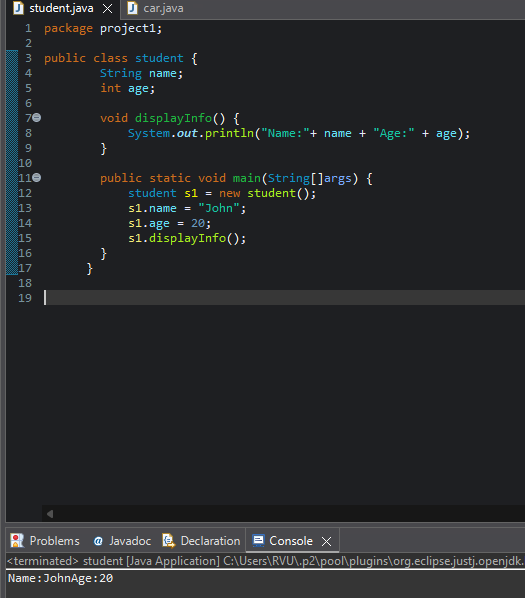 student.java car.java
1 package project1;
2
3 public class student {
4 String name;
5 int age;
6
7 void displayInfo() {
8 System.out.println("Name:"+ name + "Age:" + age);
9 }
10
11 public static void main(String[]args) {
12 student s1 = new student();
13 s1.name = "John";
14 s1.age = 20;
15 s1.displayInfo();
16 }
17 }
18
19
Problems @ Javadoc Declaration Console
<terminated> student [Java Application] C:\Users\RVU\.p2\pool\plugins\org.eclipse.justj.openjdk.
Name:JohnAge:20